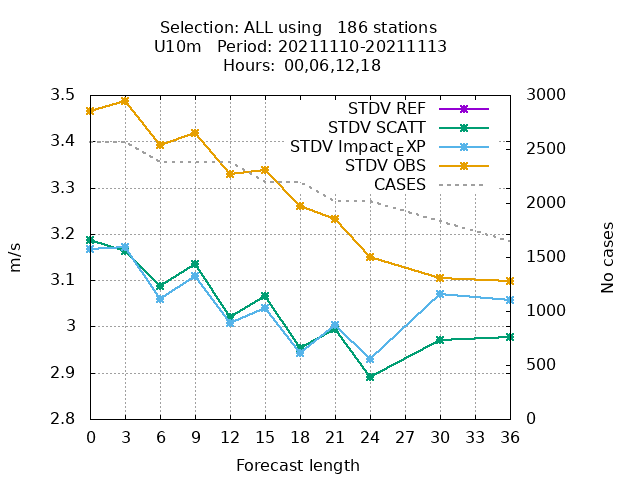 Selection: ALL using   186 stations
U10m   Period: 20211110-20211113
Hours:  00,06,12,18
3.5
3.4
3.3
3.2
3.1
3
2.9
2.8
m/s
STDV REF
STDV SCATT
STDV Impact_EXP
STDV OBS
CASES
3000
2500
2000
1500
1000
500
0
No cases
0 3 6 9 12 15 18 21 24 27 30 33 36
Forecast length